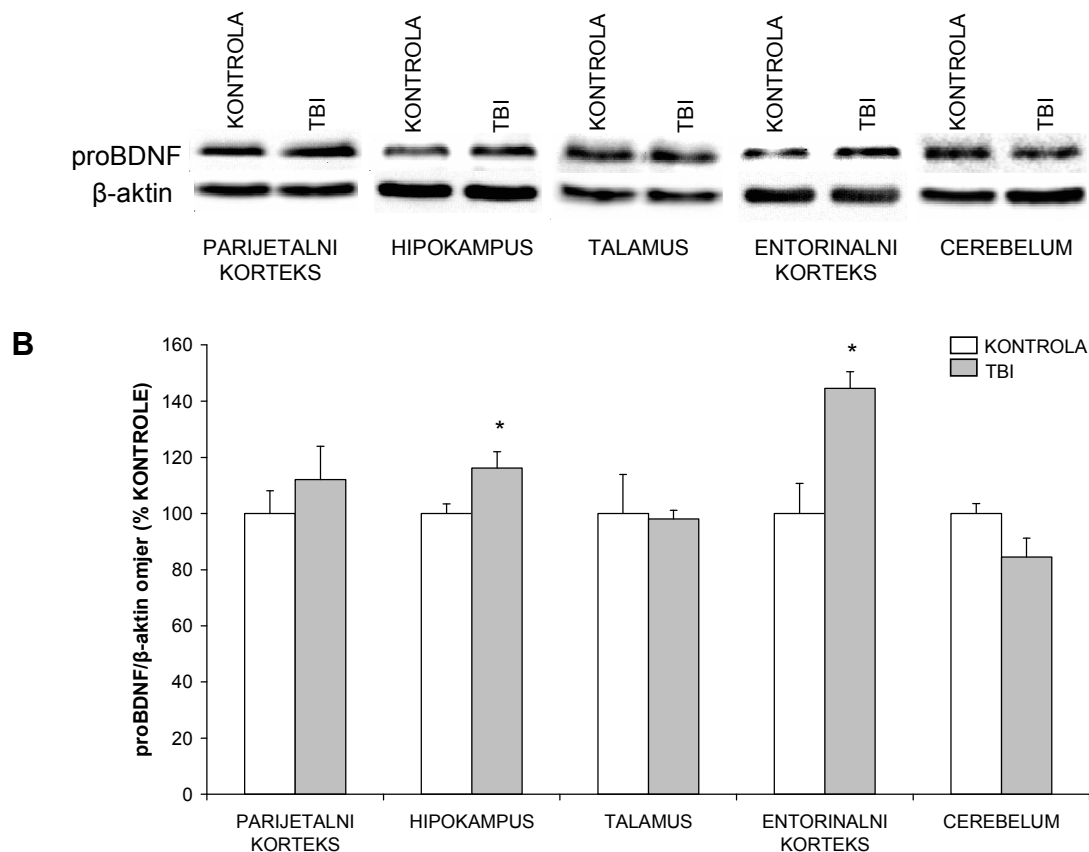 KONTROLA TBI KONTROLA TBI KONTROLA TBI KONTROLA TBI KONTROLA TBI
proBDNF
β-aktin
PARIJETALNI KORTEKS
HIPOKAMPUS
TALAMUS
ENTORINALNI KORTEKS
CEREBELUM
B
proBDNF/β-aktin omjer (% KONTROLE)
160
140
120
100
80
60
40
20
0
*
*
KONTROLA
TBI
PARIJETALNI
KORTEKS
HIPOKAMPUS
TALAMUS
ENTORINALNI
KORTEKS
CEREBELUM